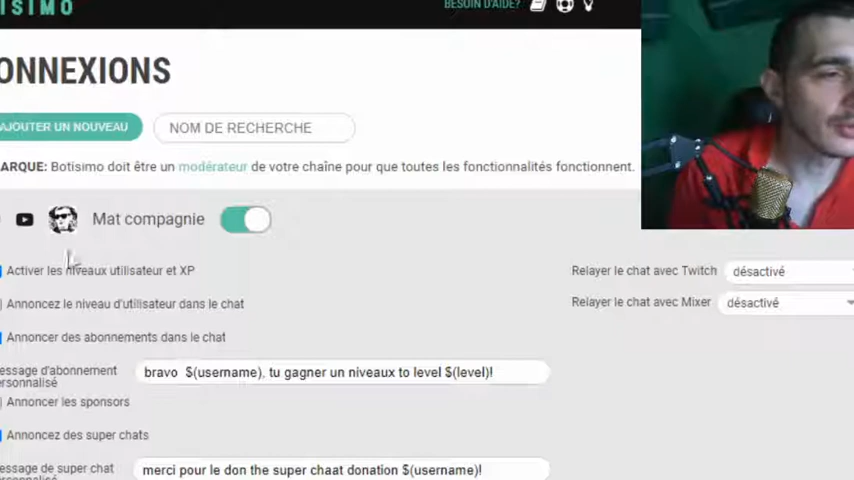 ISIMO
BESOIN D'AIDE?
ONNEXIONS
AJOUTER UN NOUVEAU
NOM DE RECHERCHE
ARQUE: Botisimo doit être un modérateur de votre chaîne pour que toutes les fonctionnalités fonctionnent.
Mat compagnie
Activer les niveaux utilisateur et XP
Relayer le chat avec Twitch
désactivé
Annoncez le niveau d'utilisateur dans le chat
Relayer le chat avec Mixer
désactivé
Annoncer des abonnements dans le chat
essage d'abonnement
ersonnalisé
bravo $(username), tu gagner un niveaux to level $(level)!
Annoncer les sponsors
Annoncez des super chats
essage de super chat
merci pour le don the super chaat donation $(username)!